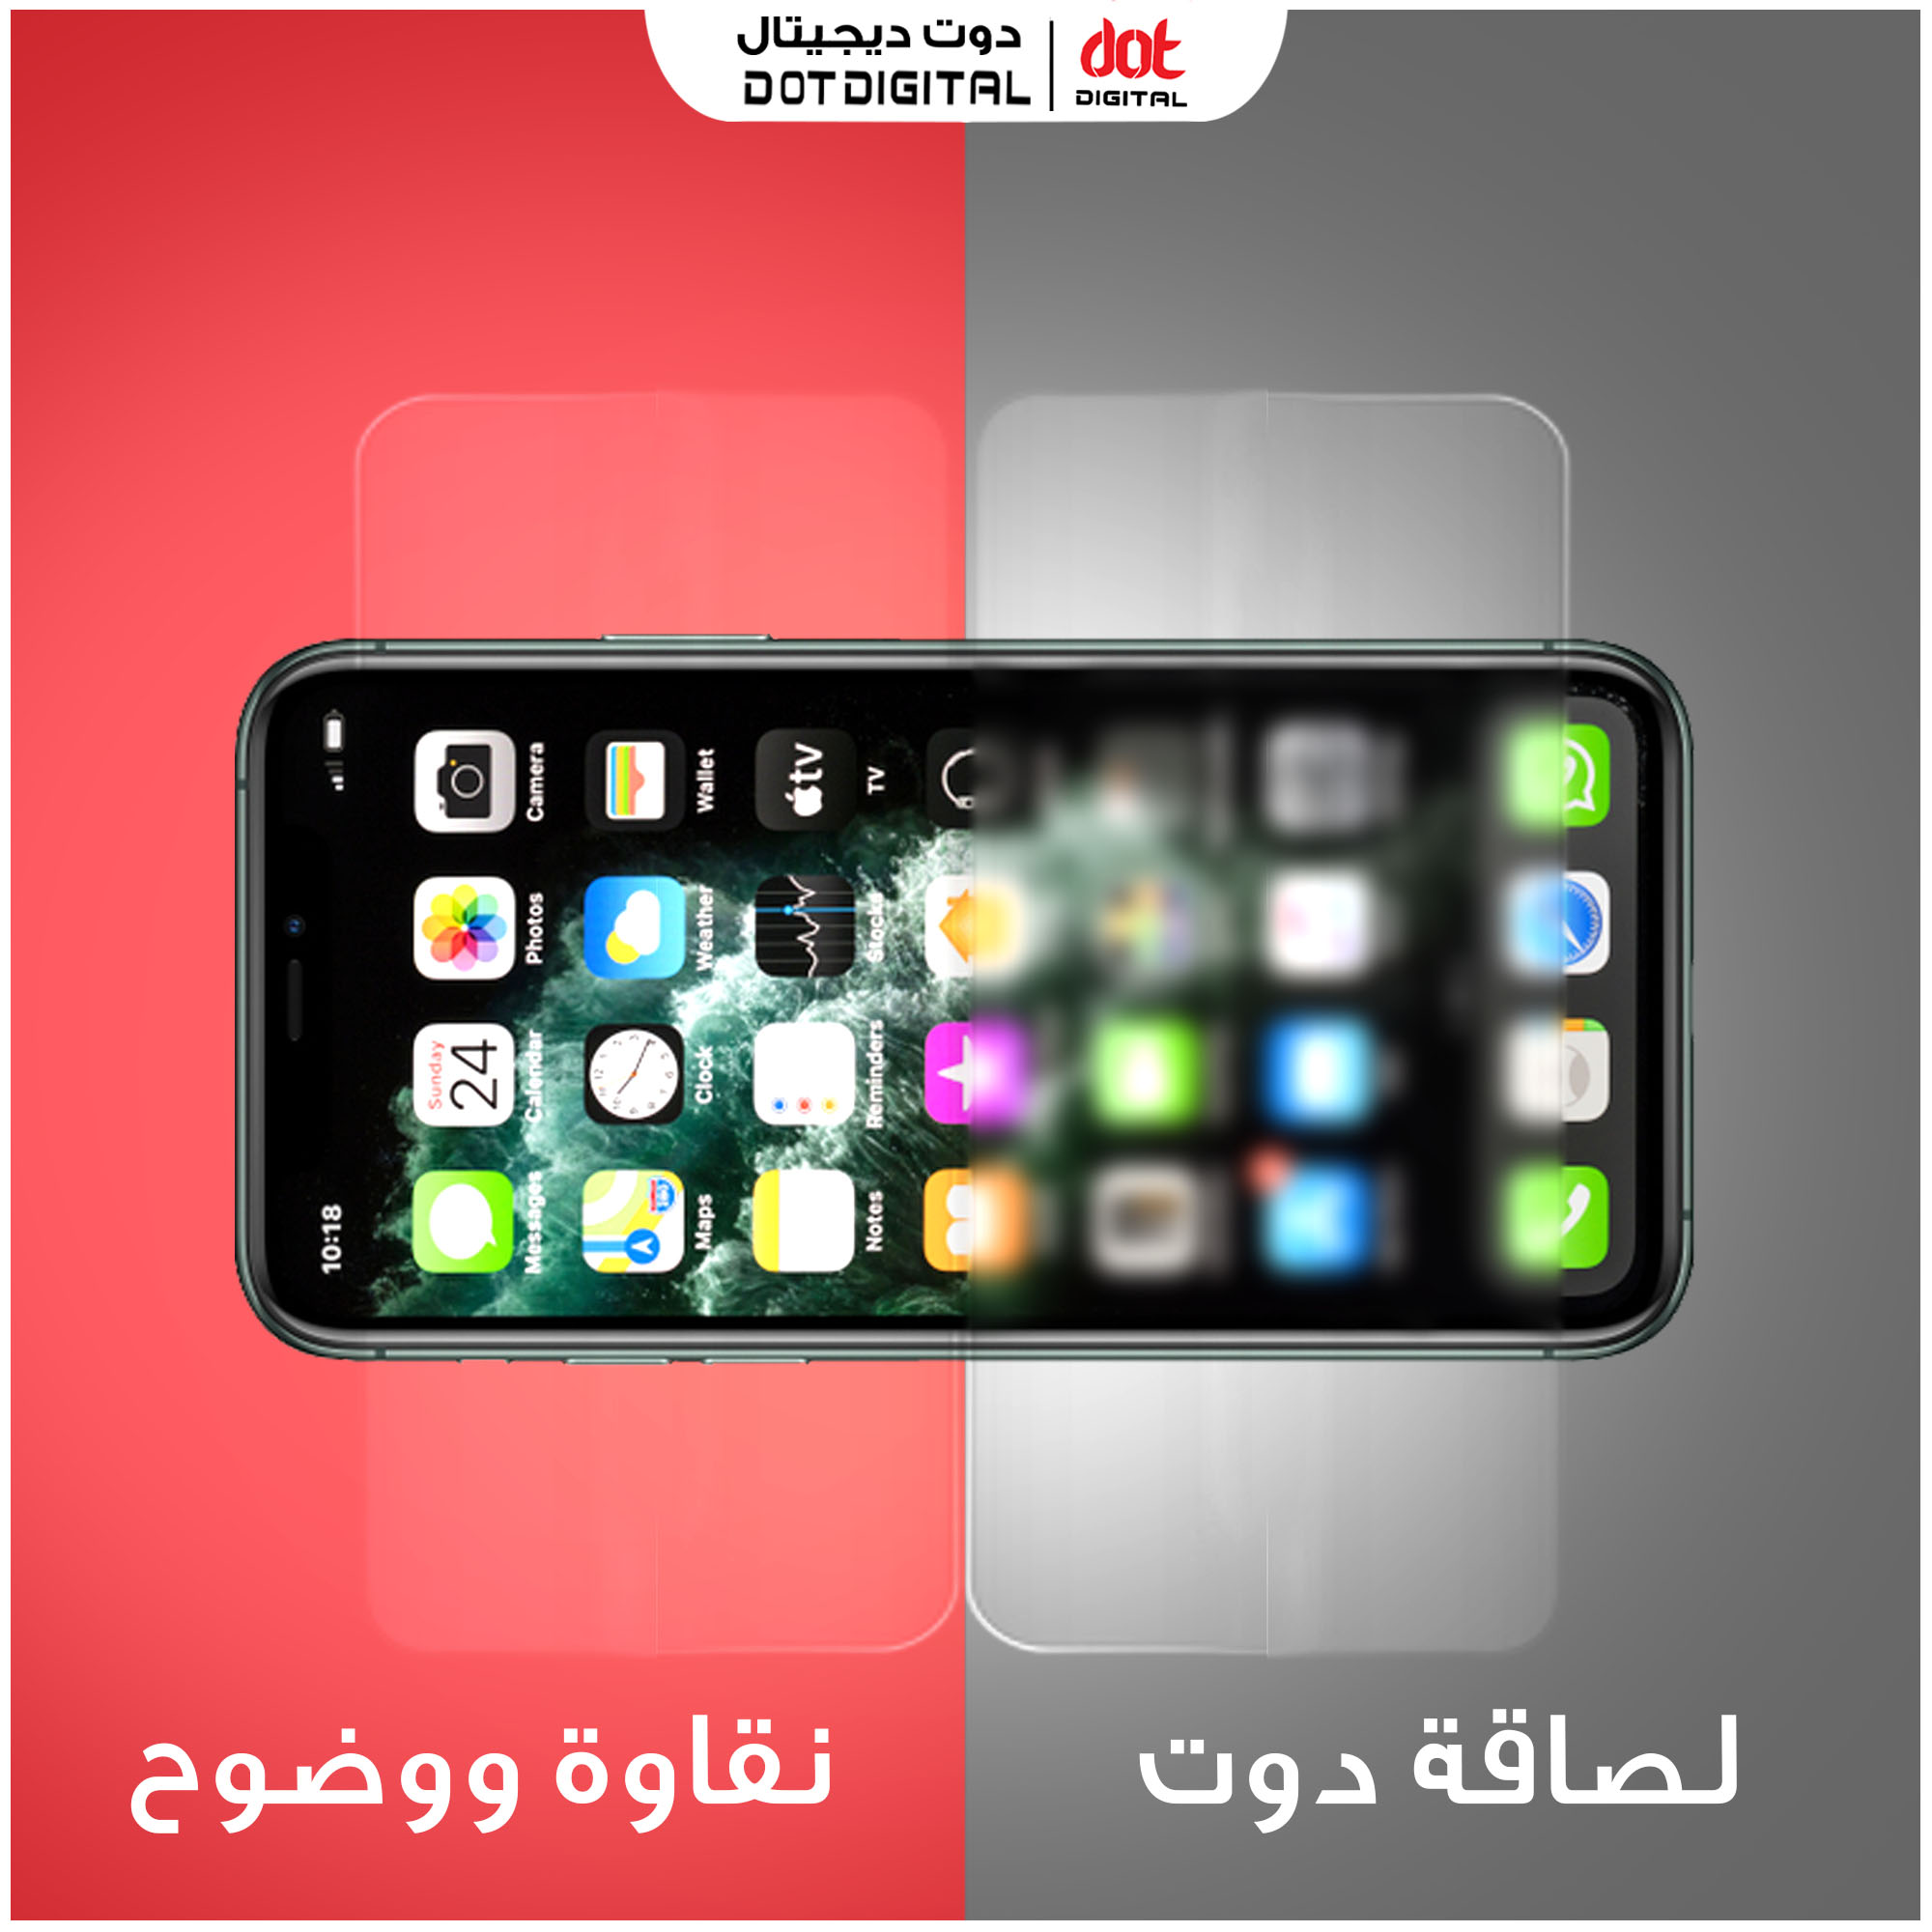 دوت ديجيتال
DOT DIGITAL
dot
DIGITAL
10:18
Camera
Wallet
TV
tv
Photos
Weather
Stocks
Sunday
24
Calendar
Clock
Reminders
Messages
Maps
Notes
لصاقة دوت
نقاوة ووضوح